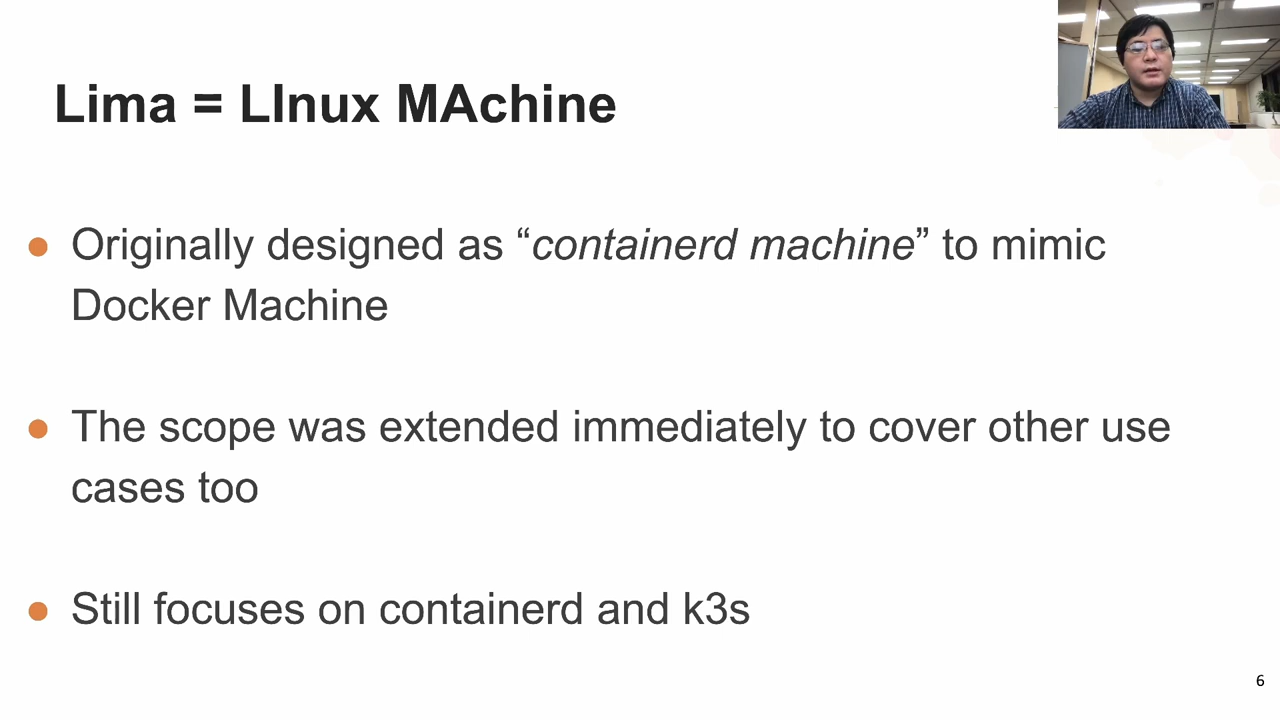 Lima = LInux MAchine
● Originally designed as “containerd machine” to mimic
Docker Machine
● The scope was extended immediately to cover other use
cases too
● Still focuses on containerd and k3s
6